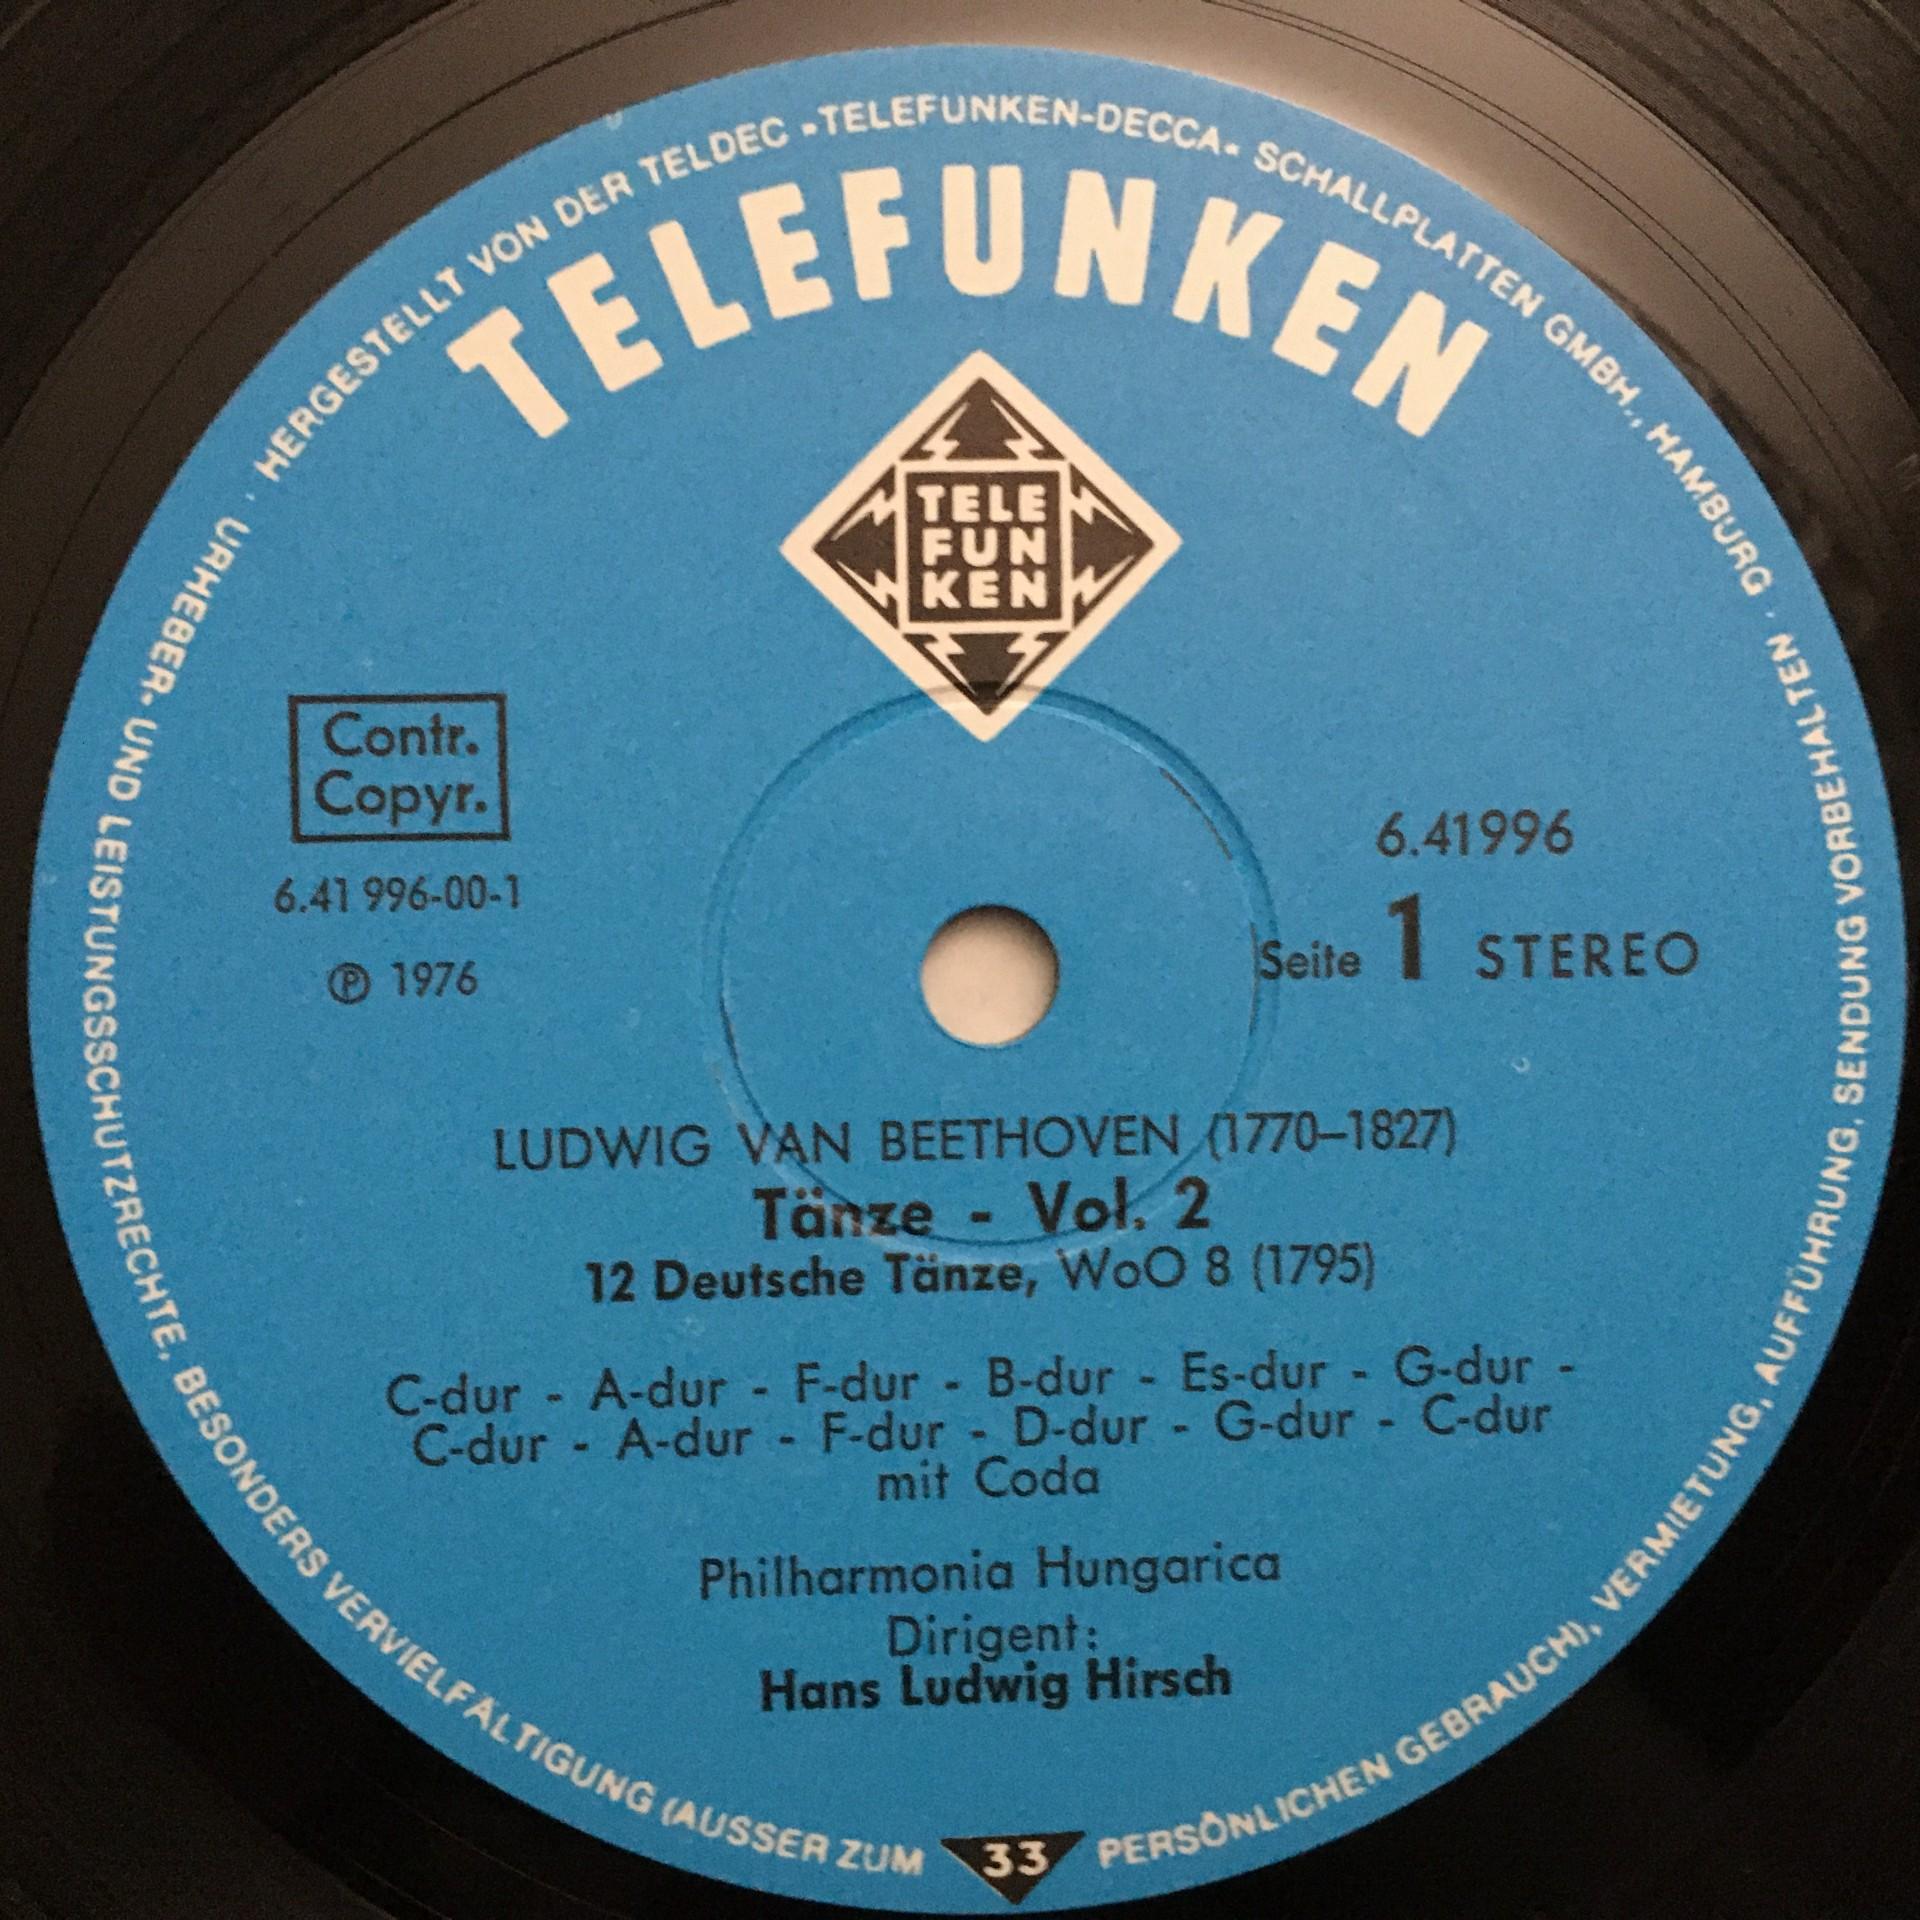 HERGESTELLT VON DER TELDEC »TELEFUNKEN-DECCA« SCHALLPLATTEN GMBH., HAMBURG ·
TELEFUNKEN
TELE
FUN
KEN
Contr.
Copyr.
6.41 996-00-1
℗ 1976
6.41996
Seite 1 STEREO
LUDWIG VAN BEETHOVEN (1770–1827)
Tänze - Vol. 2
12 Deutsche Tänze, WoO 8 (1795)
C-dur - A-dur - F-dur - B-dur - Es-dur - G-dur -
C-dur - A-dur - F-dur - D-dur - G-dur - C-dur
mit Coda
Philharmonia Hungarica
Dirigent:
Hans Ludwig Hirsch
URHEBER- UND LEISTUNGSSCHUTZRECHTE, BESONDERS VERVIELFÄLTIGUNG (AUSSER ZUM PERSÖNLICHEN GEBRAUCH), VERMIETUNG, AUFFÜHRUNG, SENDUNG VORBEHALTEN ·
33